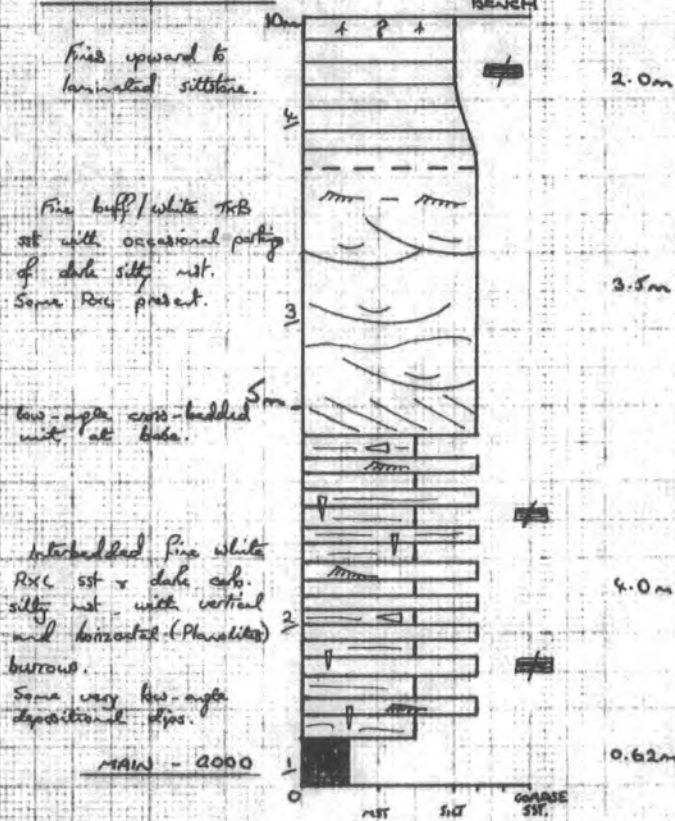 BENCH
10m
Fines upward to
laminated siltstone.
2.0m
4
Fine buff/white TXB
sst with occasional partings
of dark silty mst.
Some Rxc present.
3.5m
3
5m
low-angle cross-bedded
unit at base.
Interbedded fine white
Rxc sst & dark carb.
silty mst with vertical
and horizontal (Planolites)
burrows.
4.0m
2
Some very low-angle
depositional dips.
MAIN - 2000
0.62m
1
0
MST SILT COARSE
SST.